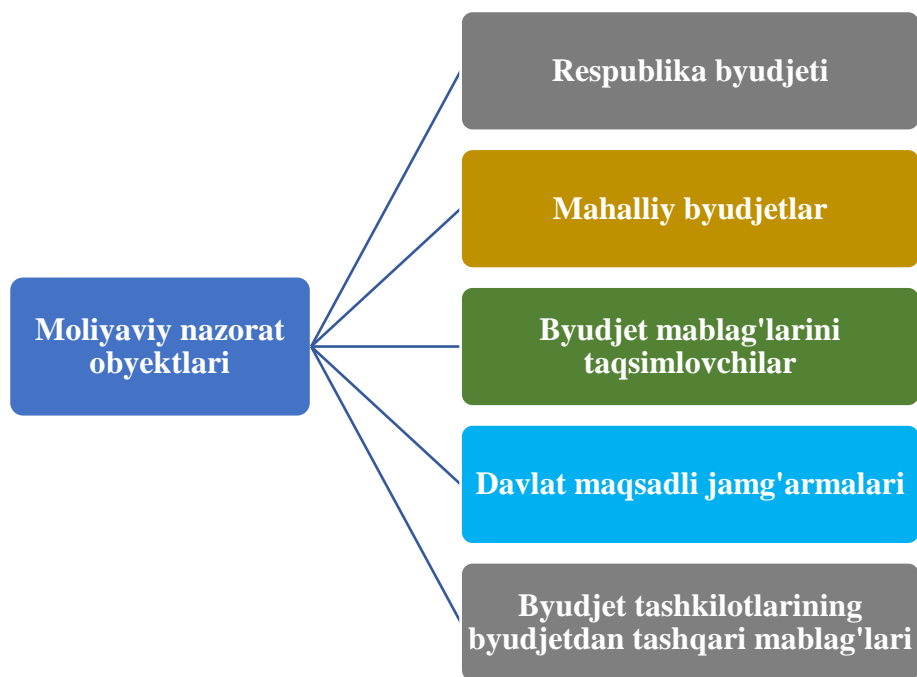 Moliyaviy nazorat
obyektlari
Respublika byudjeti
Mahalliy byudjetlar
Byudjet mablag'larini
taqsimlovchilar
Davlat maqsadli jamg'armalari
Byudjet tashkilotlarining
byudjetdan tashqari mablag'lari